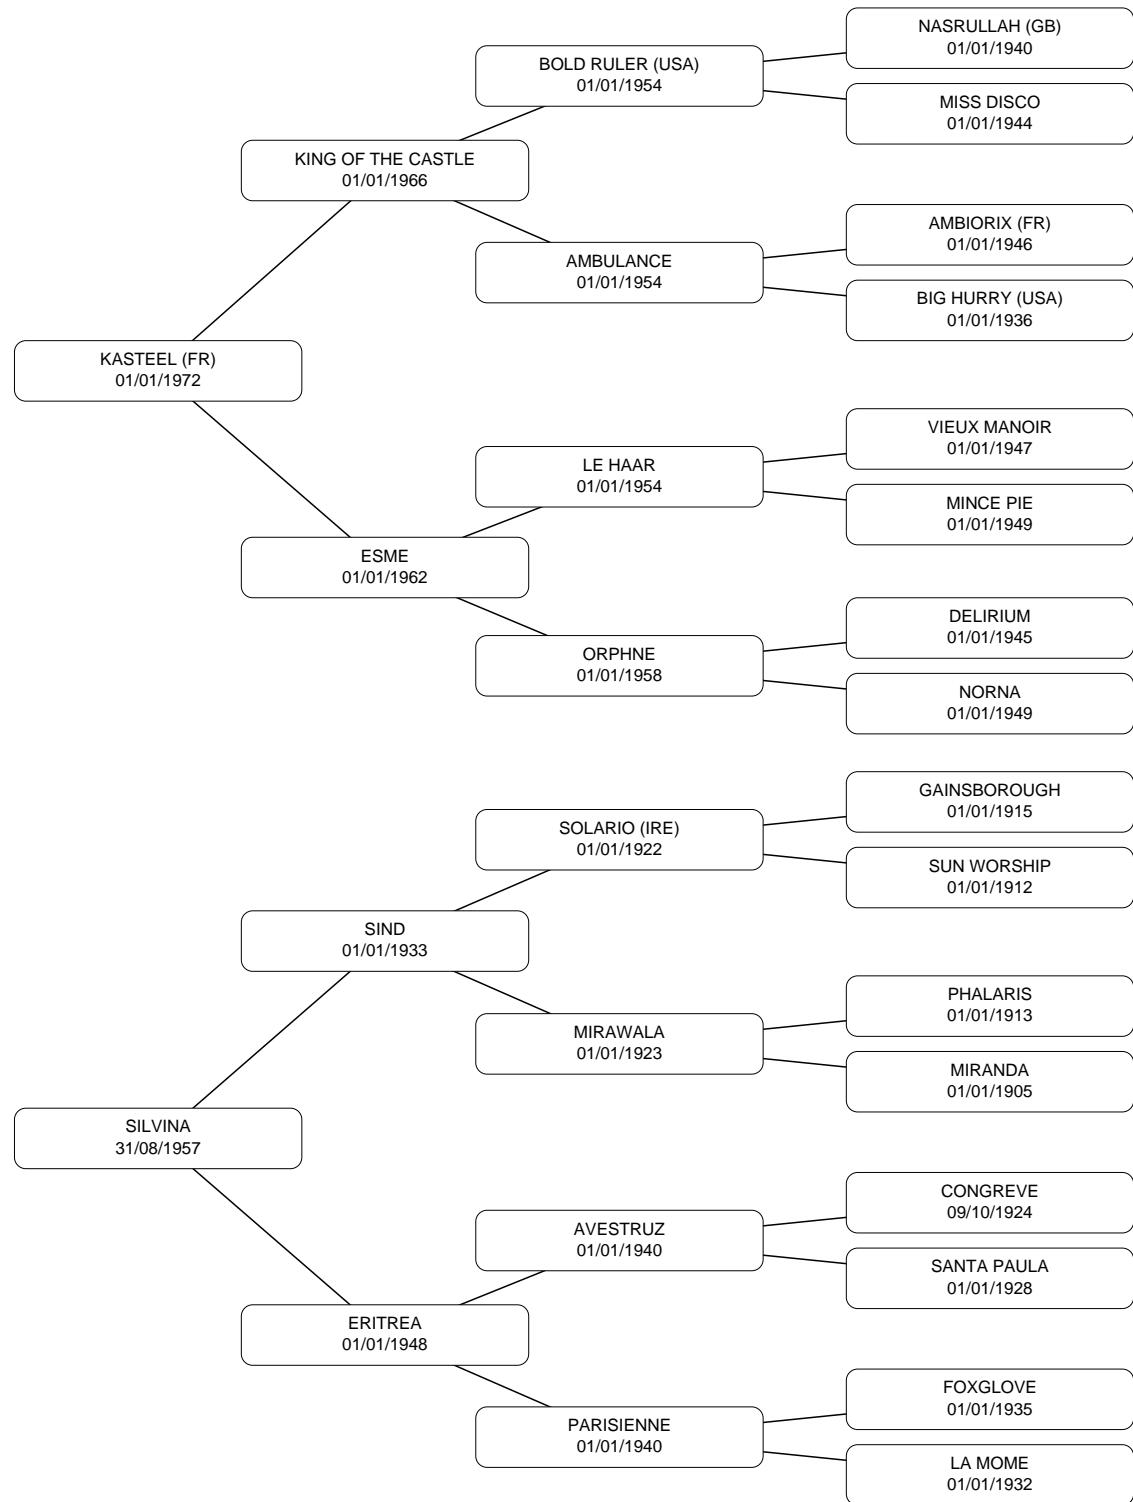 NASRULLAH (GB)
01/01/1940
BOLD RULER (USA)
01/01/1954
MISS DISCO
01/01/1944
KING OF THE CASTLE
01/01/1966
AMBIORIX (FR)
01/01/1946
AMBULANCE
01/01/1954
BIG HURRY (USA)
01/01/1936
KASTEEL (FR)
01/01/1972
VIEUX MANOIR
01/01/1947
LE HAAR
01/01/1954
MINCE PIE
01/01/1949
ESME
01/01/1962
DELIRIUM
01/01/1945
ORPHNE
01/01/1958
NORNA
01/01/1949
GAINSBOROUGH
01/01/1915
SOLARIO (IRE)
01/01/1922
SUN WORSHIP
01/01/1912
SIND
01/01/1933
PHALARIS
01/01/1913
MIRAWALA
01/01/1923
MIRANDA
01/01/1905
SILVINA
31/08/1957
CONGREVE
09/10/1924
AVESTRUZ
01/01/1940
SANTA PAULA
01/01/1928
ERITREA
01/01/1948
FOXGLOVE
01/01/1935
PARISIENNE
01/01/1940
LA MOME
01/01/1932